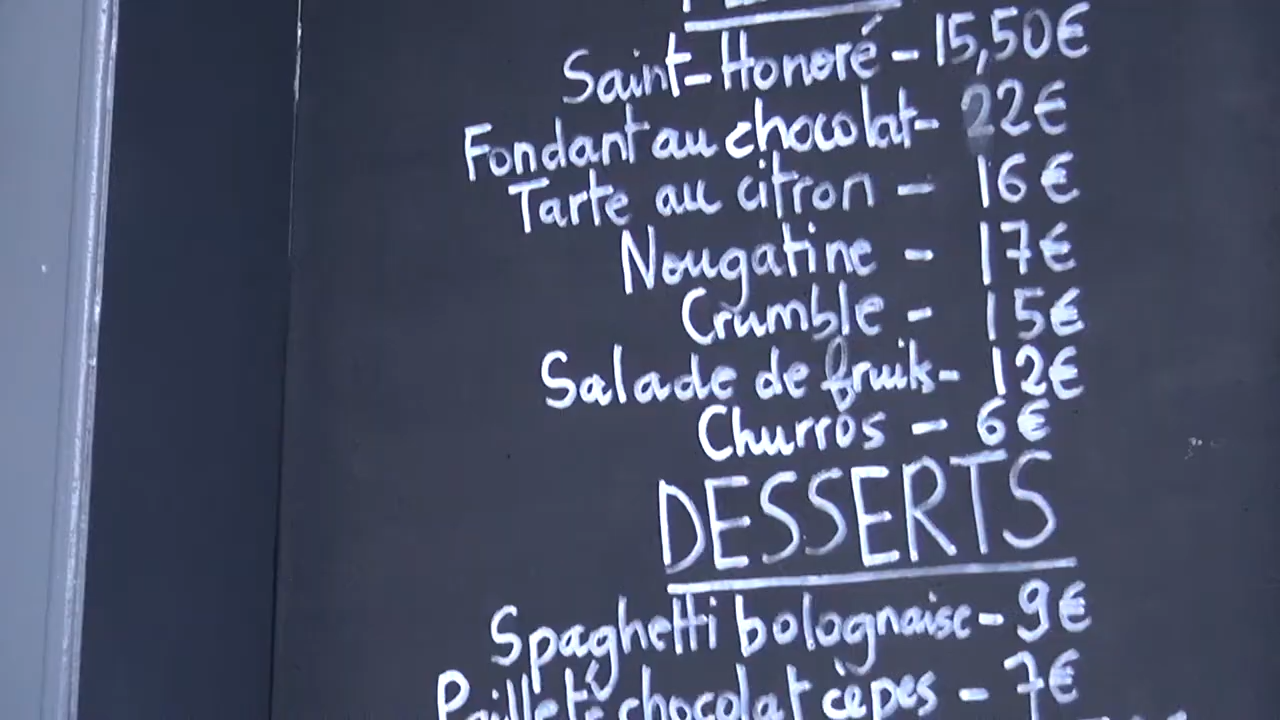 Saint-Honoré - 15,50€
Fondant au chocolat - 22€
Tarte au citron - 16€
Nougatine - 17€
Crumble - 15€
Salade de fruits - 12€
Churros - 6€
DESSERTS
Spaghetti bolognaise - 9€
Pailleté chocolat cèpes - 7€